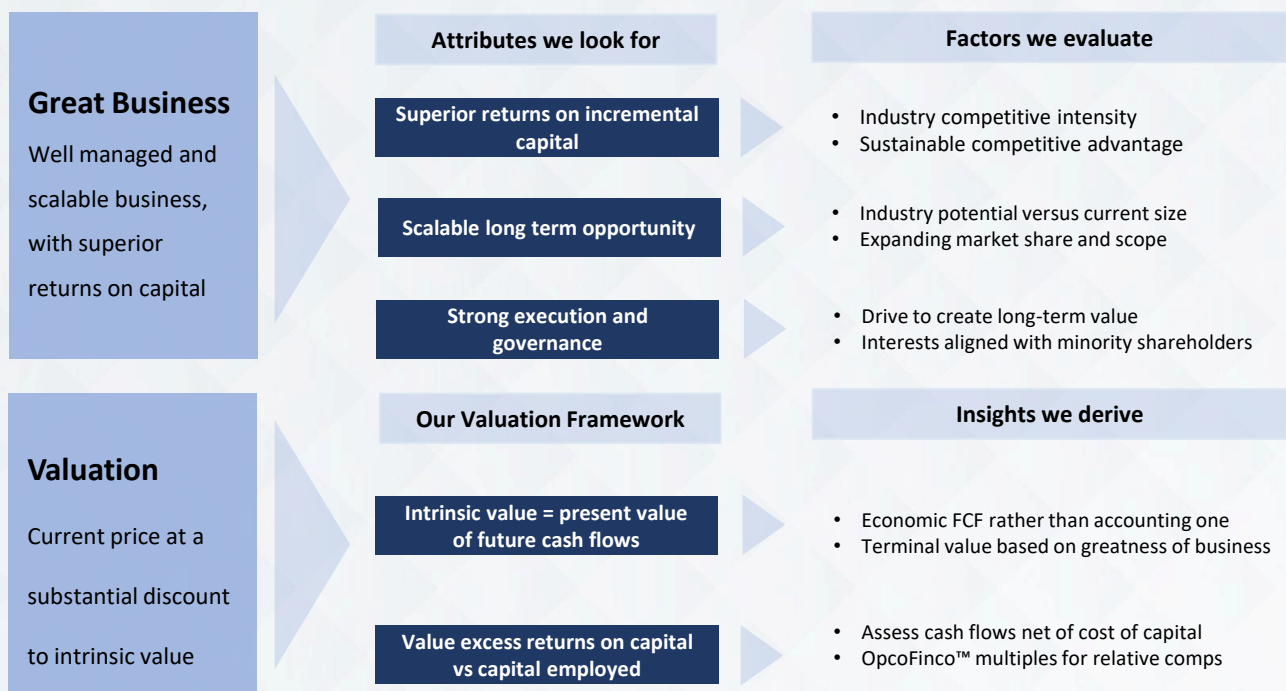 Great Business
Well managed and
scalable business,
with superior
returns on capital
Attributes we look for
Factors we evaluate
Superior returns on incremental
capital
• Industry competitive intensity
• Sustainable competitive advantage
Scalable long term opportunity
• Industry potential versus current size
• Expanding market share and scope
Strong execution and
governance
• Drive to create long-term value
• Interests aligned with minority shareholders
Valuation
Current price at a
substantial discount
to intrinsic value
Our Valuation Framework
Insights we derive
Intrinsic value = present value
of future cash flows
• Economic FCF rather than accounting one
• Terminal value based on greatness of business
Value excess returns on capital
vs capital employed
• Assess cash flows net of cost of capital
• OpcoFinco™ multiples for relative comps